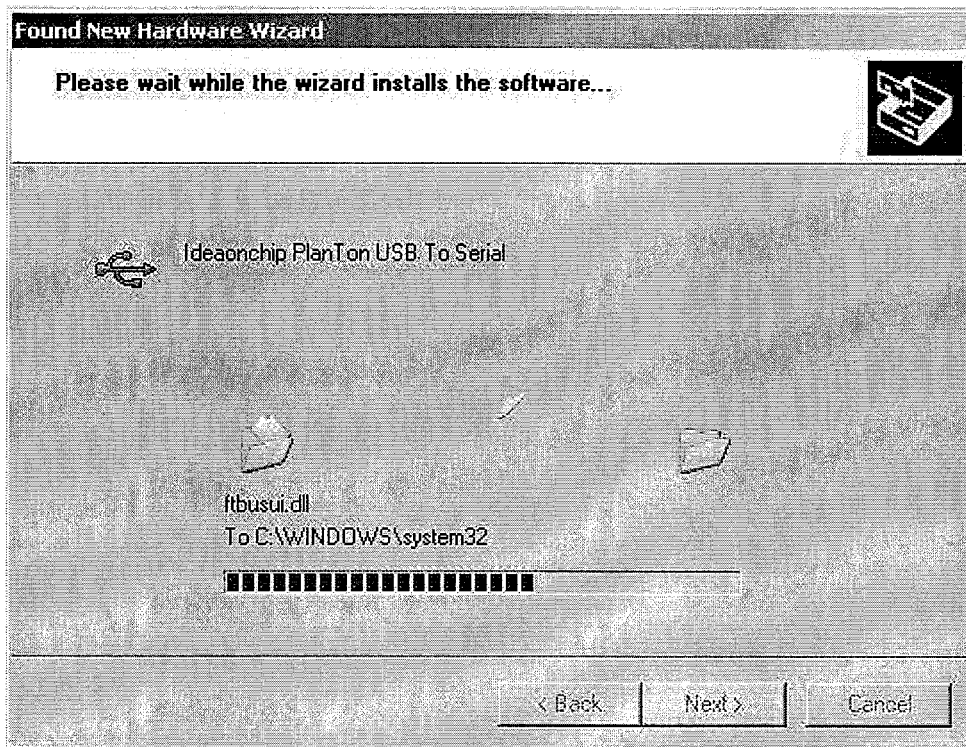 Found New Hardware Wizard
Please wait while the wizard installs the software...
Ideaonchip PlanTon USB To Serial
ftbusui.dll
To C:\WINDOWS\system32
< Back
Next >
Cancel